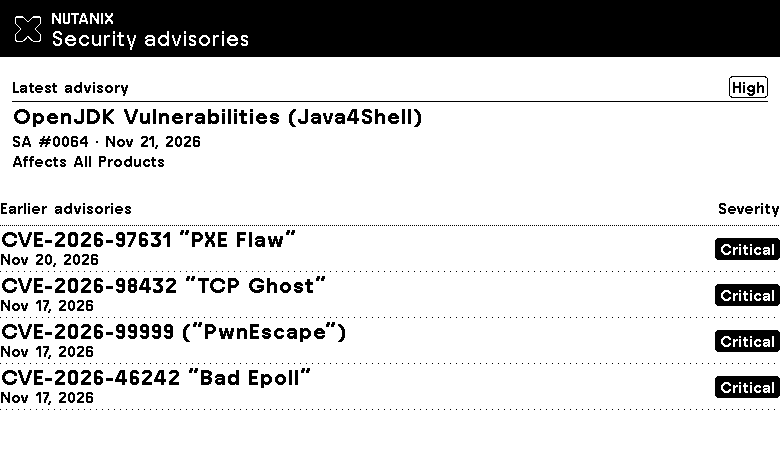 NUTANIX
Security advisories
Latest advisory High
OpenJDK Vulnerabilities (Java4Shell)
SA #0064 · Nov 21, 2026
Affects All Products
Earlier advisories Severity
CVE-2026-97631 "PXE Flaw"
Nov 20, 2026
Critical
CVE-2026-98432 "TCP Ghost"
Nov 17, 2026
Critical
CVE-2026-99999 ("PwnEscape")
Nov 17, 2026
Critical
CVE-2026-46242 "Bad Epoll"
Nov 17, 2026
Critical